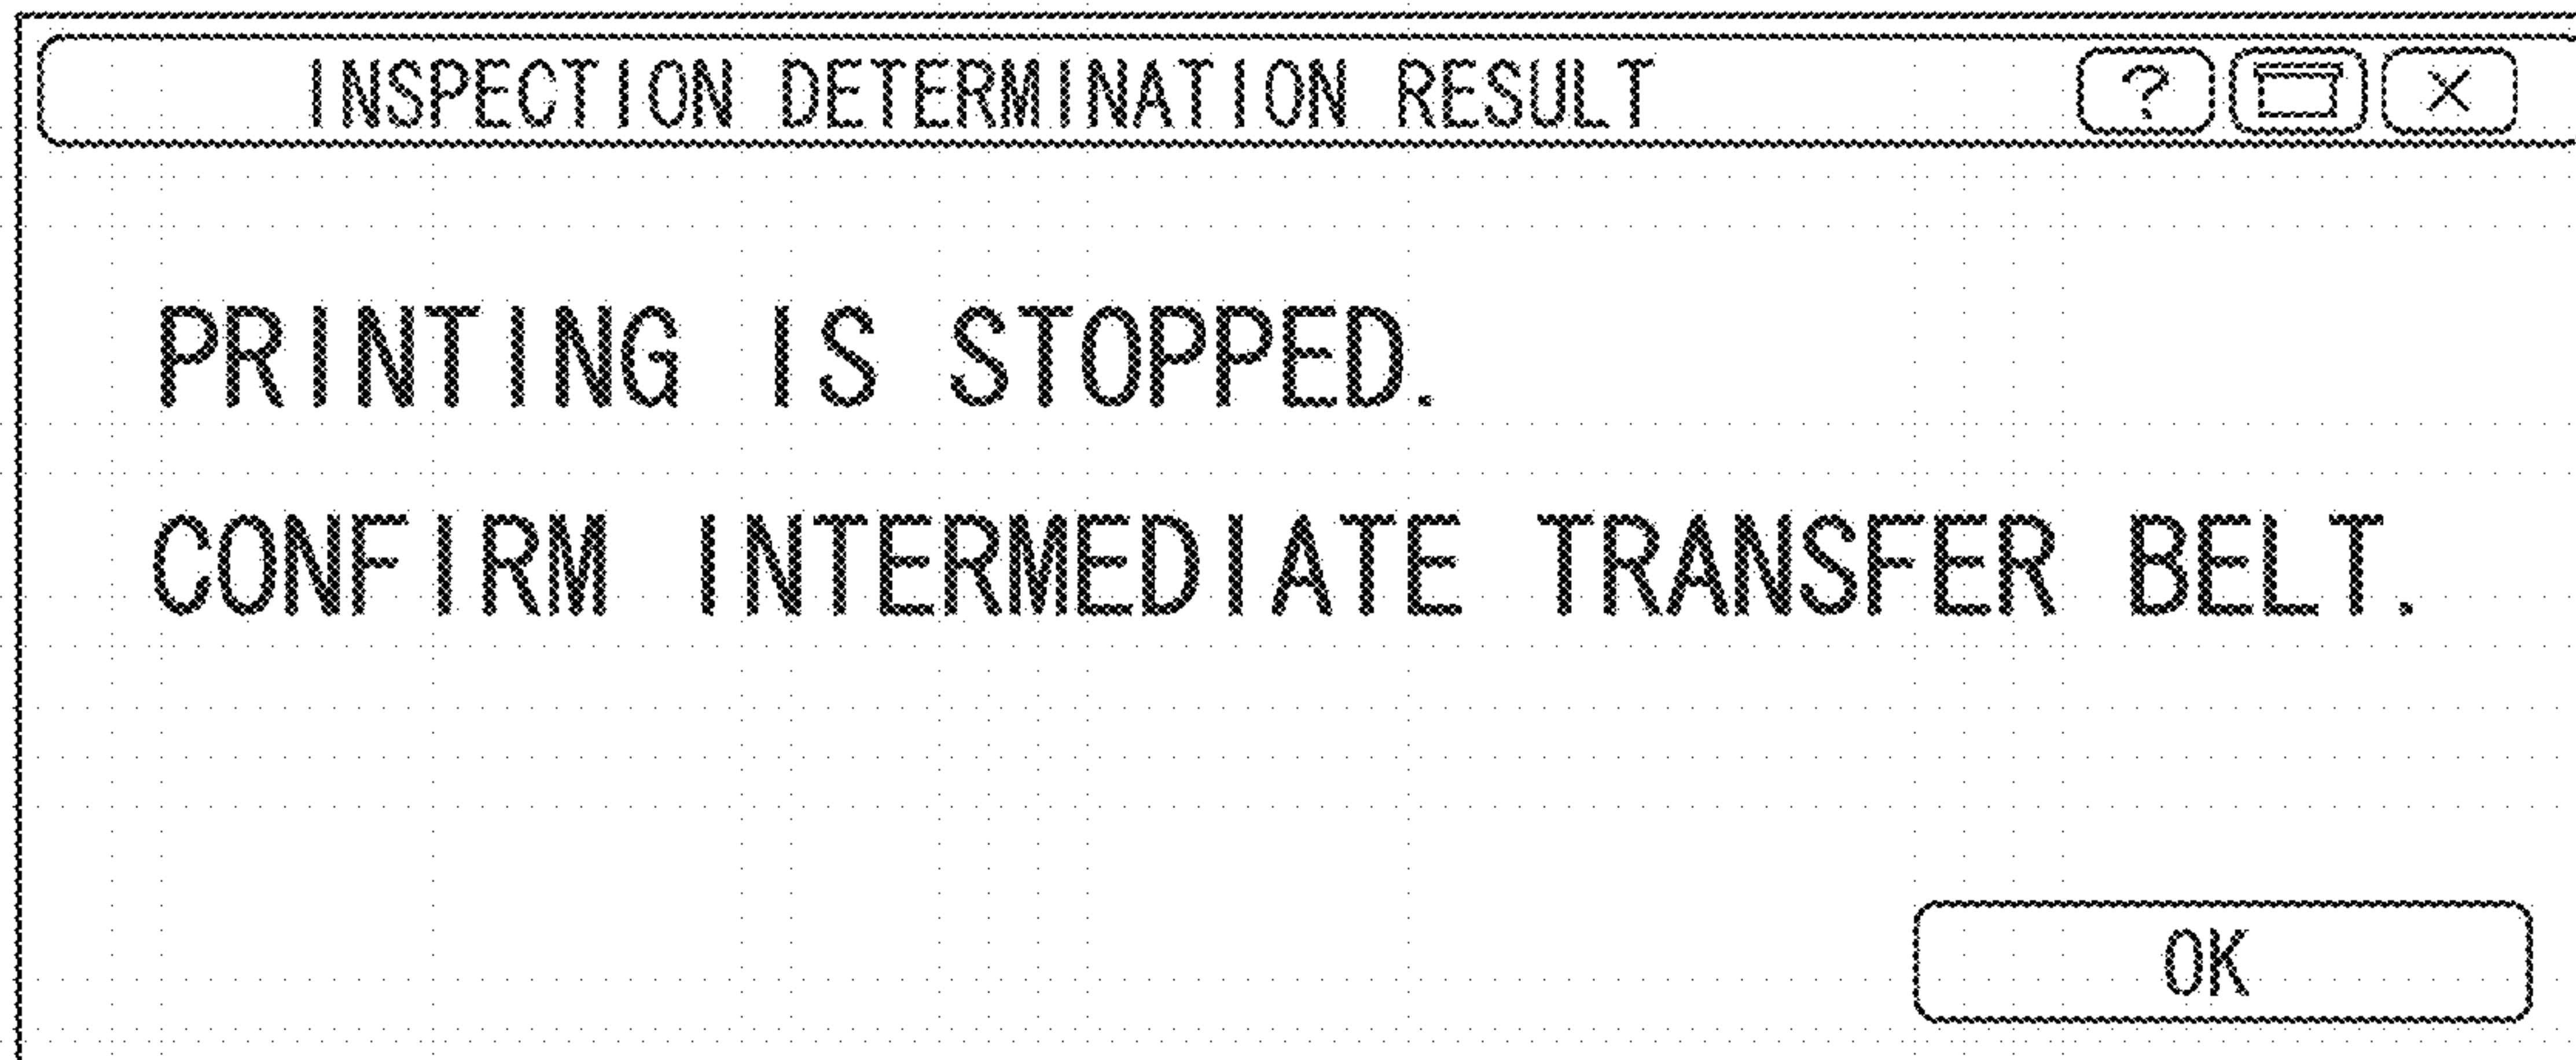 INSPECTION DETERMINATION RESULT ? ×
PRINTING IS STOPPED.
CONFIRM INTERMEDIATE TRANSFER BELT.
OK